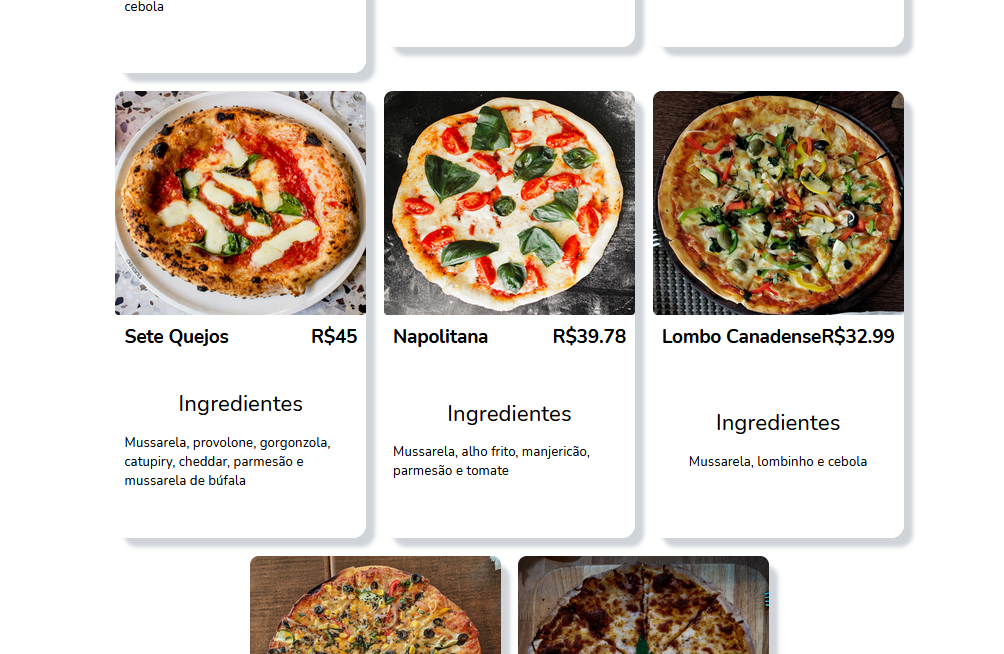 cebola
Sete Quejos R$45
Napolitana R$39.78
Lombo CanadenseR$32.99
Ingredientes
Mussarela, provolone, gorgonzola,
catupiry, cheddar, parmesão e
mussarela de búfala
Ingredientes
Mussarela, alho frito, manjericão,
parmesão e tomate
Ingredientes
Mussarela, lombinho e cebola